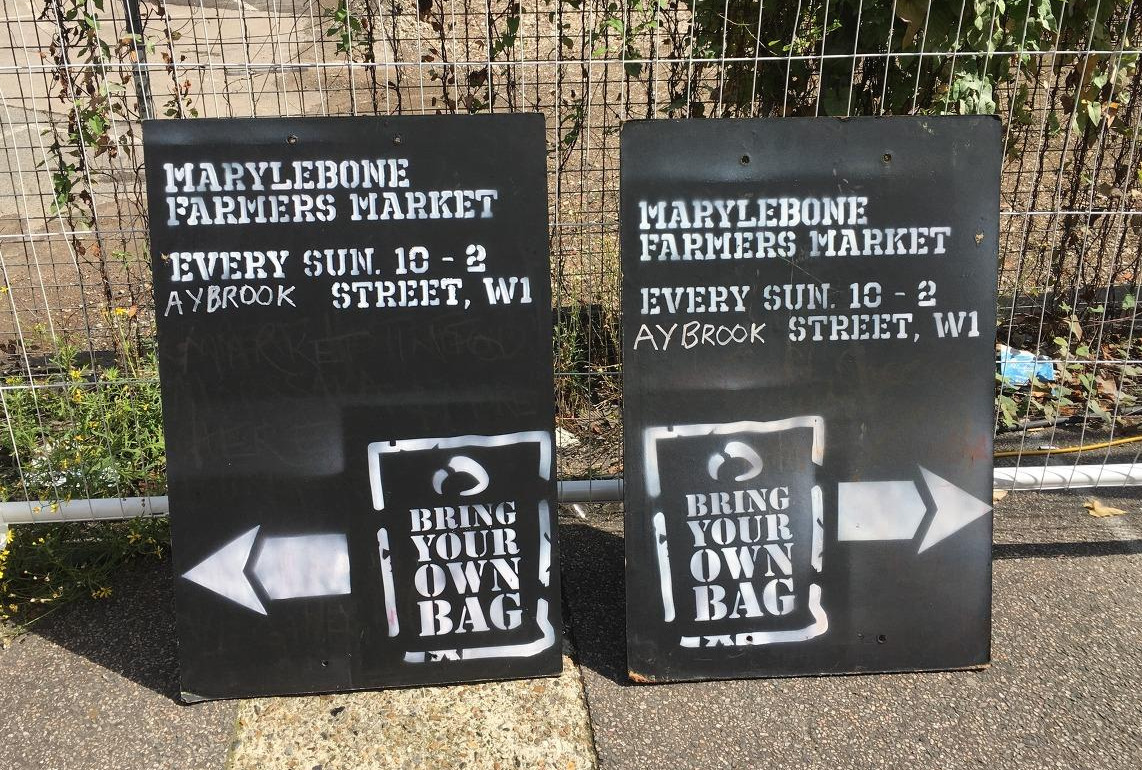 MARYLEBONE
FARMERS MARKET
EVERY SUN. 10 - 2
AYBROOK STREET, W1
BRING
YOUR
OWN
BAG
MARYLEBONE
FARMERS MARKET
EVERY SUN. 10 - 2
AYBROOK STREET, W1
BRING
YOUR
OWN
BAG